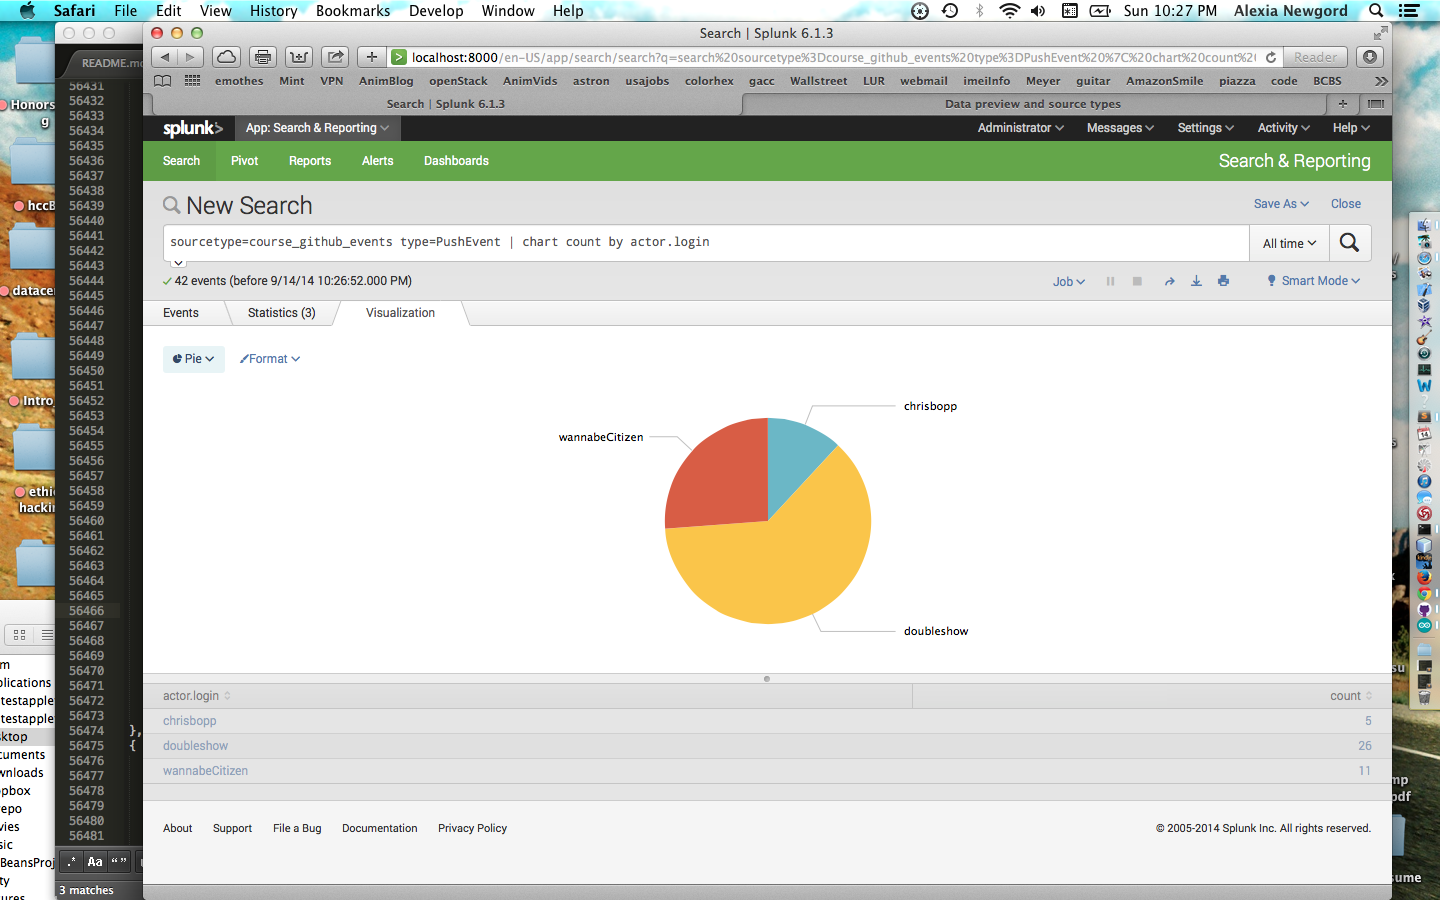 Safari File Edit View History Bookmarks Develop Window Help
Sun 10:27 PM Alexia Newgord
Search | Splunk 6.1.3
localhost:8000/en-US/app/search/search?q=search%20sourcetype%3Dcourse_github_events%20type%3DPushEvent%20%7C%20chart%20count%
Reader
emothes Mint VPN AnimBlog openStack AnimVids astron usajobs colorhex gacc Wallstreet LUR webmail imeiInfo Meyer guitar AmazonSmile piazza code BCBS
Search | Splunk 6.1.3
Data preview and source types
splunk>
App: Search & Reporting
Administrator Messages Settings Activity Help
Search Pivot Reports Alerts Dashboards
Search & Reporting
New Search
Save As Close
sourcetype=course_github_events type=PushEvent | chart count by actor.login
All time
42 events (before 9/14/14 10:26:52.000 PM)
Job
Smart Mode
Events Statistics (3) Visualization
Pie Format
chrisbopp
wannabeCitizen
doubleshow
actor.login count
chrisbopp 5
doubleshow 26
wannabeCitizen 11
About Support File a Bug Documentation Privacy Policy
© 2005-2014 Splunk Inc. All rights reserved.
README.m
56431
56432
56433
56434
56435
56436
56437
56438
56439
56440
56441
56442
56443
56444
56445
56446
56447
56448
56449
56450
56451
56452
56453
56454
56455
56456
56457
56458
56459
56460
56461
56462
56463
56464
56465
56466
56467
56468
56469
56470
56471
56472
56473
56474 },
56475 {
56476
56477
56478
56479
56480
56481
.* Aa “ ”
3 matches
Honors
g
hccB
datace
Intro_
ethi
hackin
m
plications
testapple
testapple
sktop
cuments
wnloads
pbox
repo
vies
sic
BeansProj
ty
tures
mp
pdf
sume